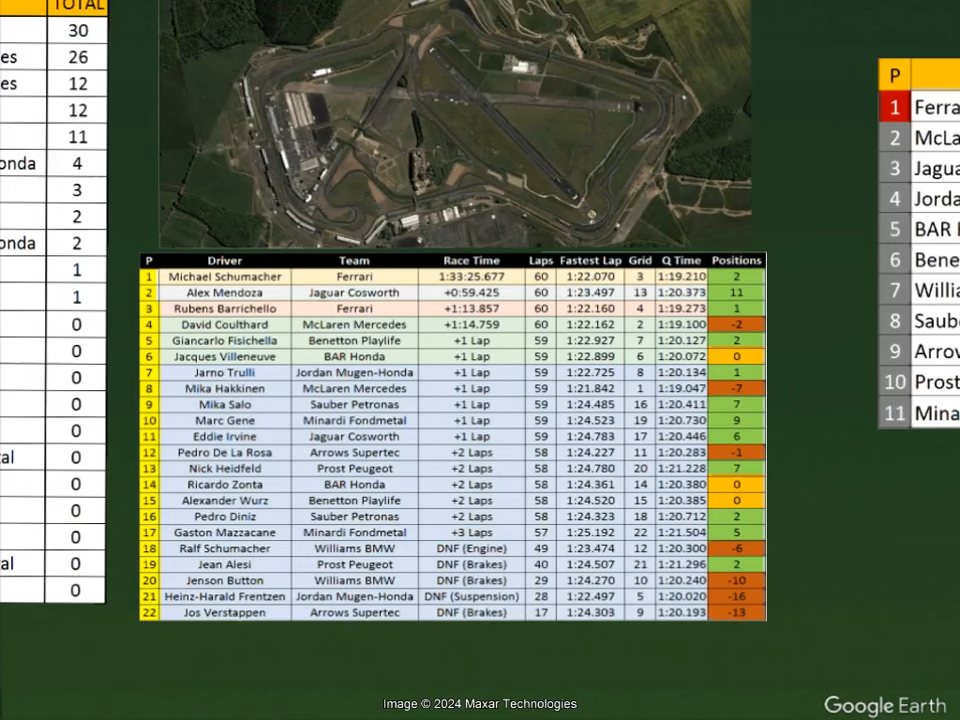 TOTAL
30
es 26
es 12
12
11
onda 4
3
2
onda 2
1
1
0
0
0
0
0
al 0
0
0
0
al 0
0
P Driver Team Race Time Laps Fastest Lap Grid Q Time Positions
1 Michael Schumacher Ferrari 1:33:25.677 60 1:22.070 3 1:19.210 2
2 Alex Mendoza Jaguar Cosworth +0:59.425 60 1:23.497 13 1:20.373 11
3 Rubens Barrichello Ferrari +1:13.857 60 1:22.160 4 1:19.273 1
4 David Coulthard McLaren Mercedes +1:14.759 60 1:22.162 2 1:19.100 -2
5 Giancarlo Fisichella Benetton Playlife +1 Lap 59 1:22.927 7 1:20.127 2
6 Jacques Villeneuve BAR Honda +1 Lap 59 1:22.899 6 1:20.072 0
7 Jarno Trulli Jordan Mugen-Honda +1 Lap 59 1:22.725 8 1:20.134 1
8 Mika Hakkinen McLaren Mercedes +1 Lap 59 1:21.842 1 1:19.047 -7
9 Mika Salo Sauber Petronas +1 Lap 59 1:24.485 16 1:20.411 7
10 Marc Gene Minardi Fondmetal +1 Lap 59 1:24.523 19 1:20.730 9
11 Eddie Irvine Jaguar Cosworth +1 Lap 59 1:24.783 17 1:20.446 6
12 Pedro De La Rosa Arrows Supertec +2 Laps 58 1:24.227 11 1:20.283 -1
13 Nick Heidfeld Prost Peugeot +2 Laps 58 1:24.780 20 1:21.228 7
14 Ricardo Zonta BAR Honda +2 Laps 58 1:24.361 14 1:20.380 0
15 Alexander Wurz Benetton Playlife +2 Laps 58 1:24.520 15 1:20.385 0
16 Pedro Diniz Sauber Petronas +2 Laps 58 1:24.323 18 1:20.712 2
17 Gaston Mazzacane Minardi Fondmetal +3 Laps 57 1:25.192 22 1:21.504 5
18 Ralf Schumacher Williams BMW DNF (Engine) 49 1:23.474 12 1:20.300 -6
19 Jean Alesi Prost Peugeot DNF (Brakes) 40 1:24.507 21 1:21.296 2
20 Jenson Button Williams BMW DNF (Brakes) 29 1:24.270 10 1:20.240 -10
21 Heinz-Harald Frentzen Jordan Mugen-Honda DNF (Suspension) 28 1:22.497 5 1:20.020 -16
22 Jos Verstappen Arrows Supertec DNF (Brakes) 17 1:24.303 9 1:20.193 -13
P
1 Ferra
2 McLa
3 Jagua
4 Jorda
5 BAR H
6 Bene
7 Willia
8 Saub
9 Arrov
10 Prost
11 Mina
Image © 2024 Maxar Technologies
Google Earth